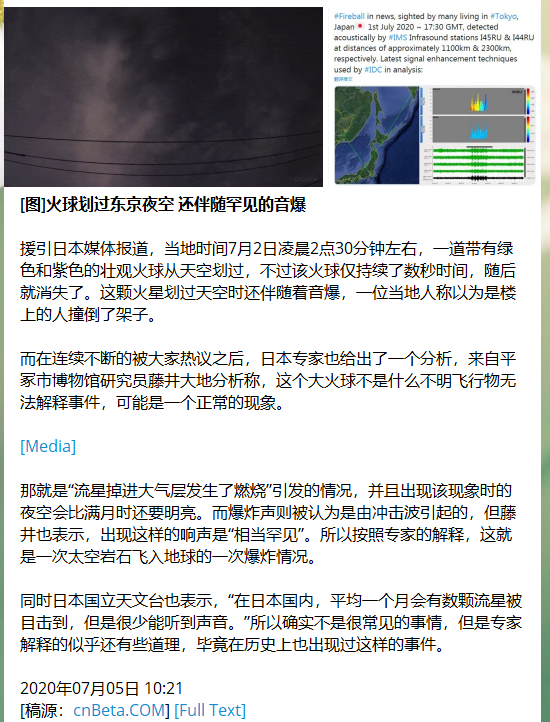 #Fireball in news, sighted by many living in #Tokyo,
Japan 🔴 1st July 2020 ~ 17:30 GMT, detected
acoustically by #IMS Infrasound stations I45RU & I44RU
at distances of approximately 1100km & 2300km,
respectively. Latest signal enhancement techniques
used by #IDC in analysis:
翻译推文
[图]火球划过东京夜空 还伴随罕见的音爆
援引日本媒体报道，当地时间7月2日凌晨2点30分钟左右，一道带有绿
色和紫色的壮观火球从天空划过，不过该火球仅持续了数秒时间，随后
就消失了。这颗火星划过天空时还伴随着音爆，一位当地人称以为是楼
上的人撞倒了架子。
而在连续不断的被大家热议之后，日本专家也给出了一个分析，来自平
冢市博物馆研究员藤井大地分析称，这个大火球不是什么不明飞行物无
法解释事件，可能是一个正常的现象。
[Media]
那就是“流星掉进大气层发生了燃烧”引发的情况，并且出现该现象时的
夜空会比满月时还要明亮。而爆炸声则被认为是由冲击波引起的，但藤
井也表示，出现这样的响声是“相当罕见”。所以按照专家的解释，这就
是一次太空岩石飞入地球的一次爆炸情况。
同时日本国立天文台也表示，“在日本国内，平均一个月会有数颗流星被
目击到，但是很少能听到声音。”所以确实不是很常见的事情，但是专家
解释的似乎还有些道理，毕竟在历史上也出现过这样的事件。
2020年07月05日 10:21
[稿源：cnBeta.COM] [Full Text]